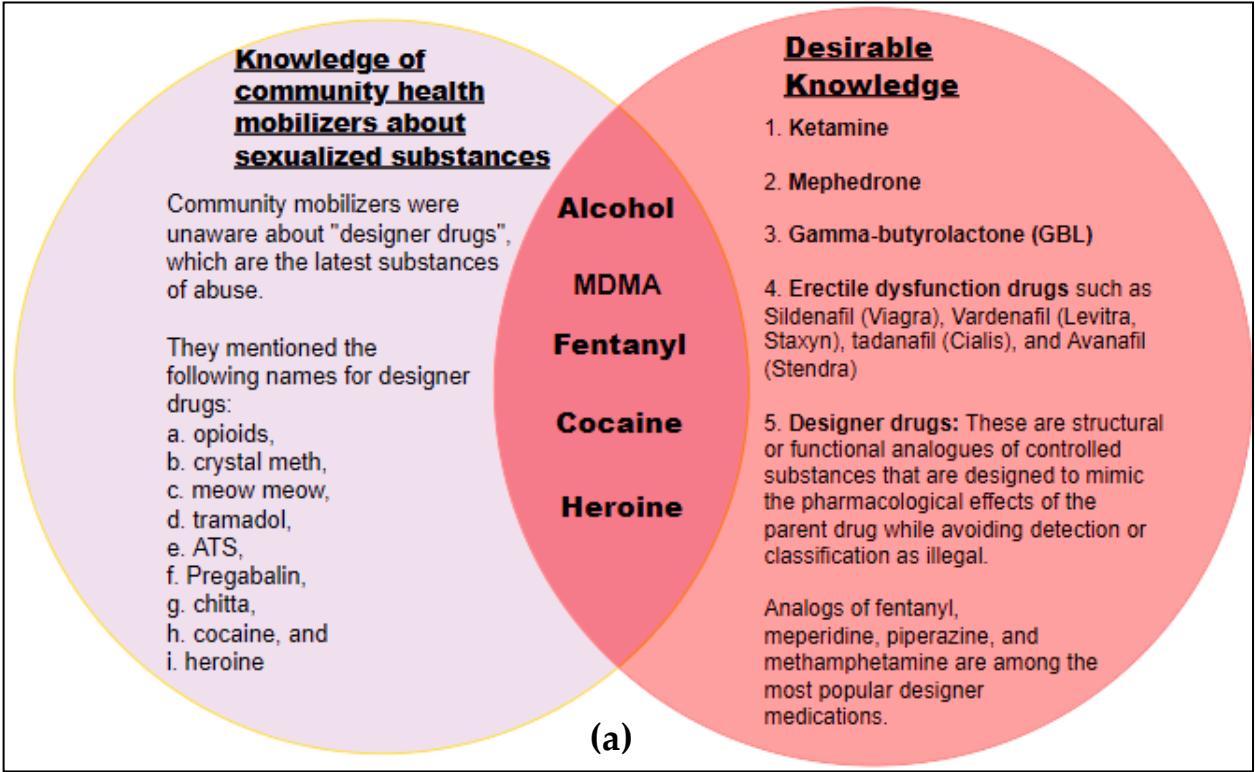 Knowledge of
community health
mobilizers about
sexualized substances
Community mobilizers were
unaware about "designer drugs",
which are the latest substances
of abuse.
They mentioned the
following names for designer
drugs:
a. opioids,
b. crystal meth,
c. meow meow,
d. tramadol,
e. ATS,
f. Pregabalin,
g. chitta,
h. cocaine, and
i. heroine
Alcohol
MDMA
Fentanyl
Cocaine
Heroine
Desirable
Knowledge
1. Ketamine
2. Mephedrone
3. Gamma-butyrolactone (GBL)
4. Erectile dysfunction drugs such as
Sildenafil (Viagra), Vardenafil (Levitra,
Staxyn), tadanafil (Cialis), and Avanafil
(Stendra)
5. Designer drugs: These are structural
or functional analogues of controlled
substances that are designed to mimic
the pharmacological effects of the
parent drug while avoiding detection or
classification as illegal.
Analogs of fentanyl,
meperidine, piperazine, and
methamphetamine are among the
most popular designer
medications.
(a)